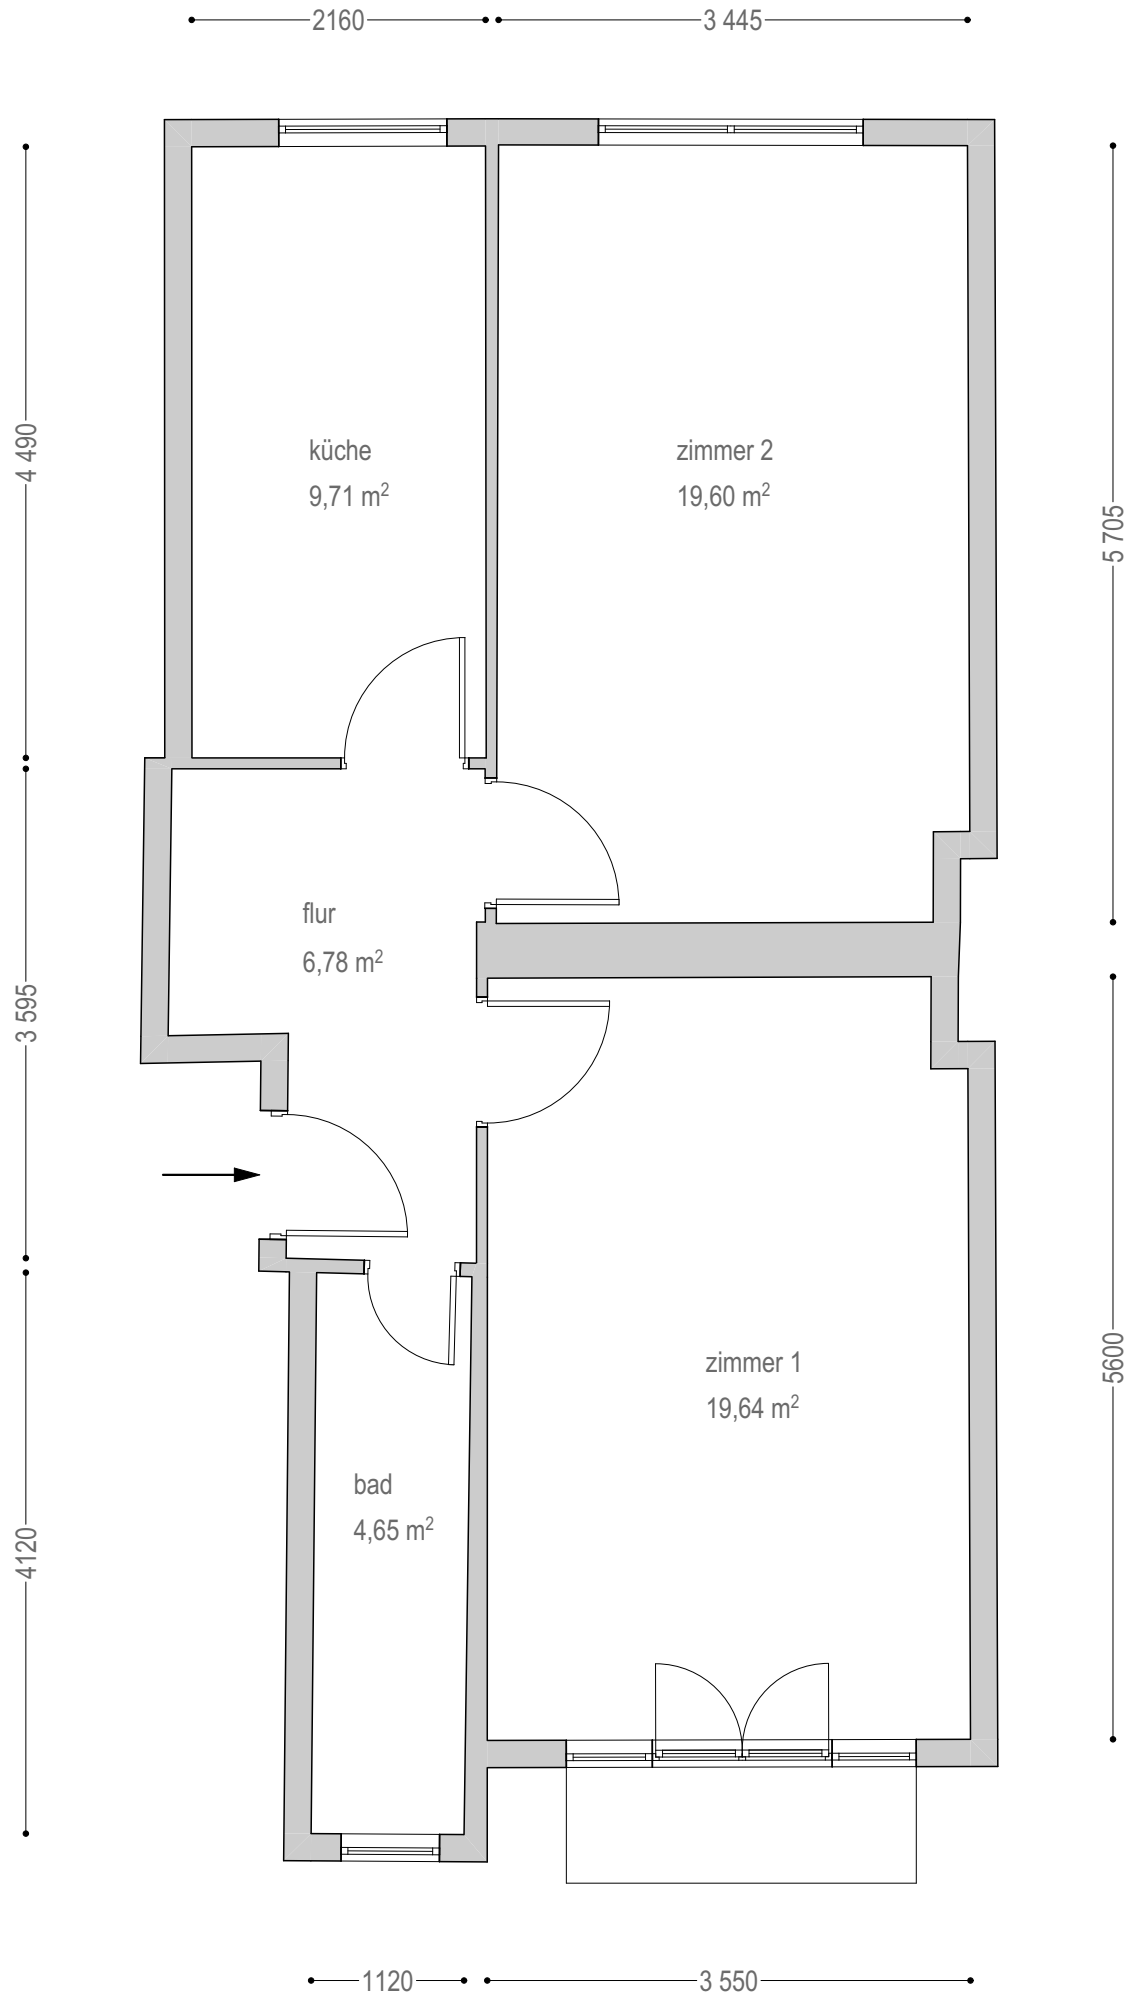 2160
3 445
4 490
5 705
küche
9,71 m²
zimmer 2
19,60 m²
flur
6,78 m²
3 595
zimmer 1
19,64 m²
5600
bad
4,65 m²
4120
1120
3 550